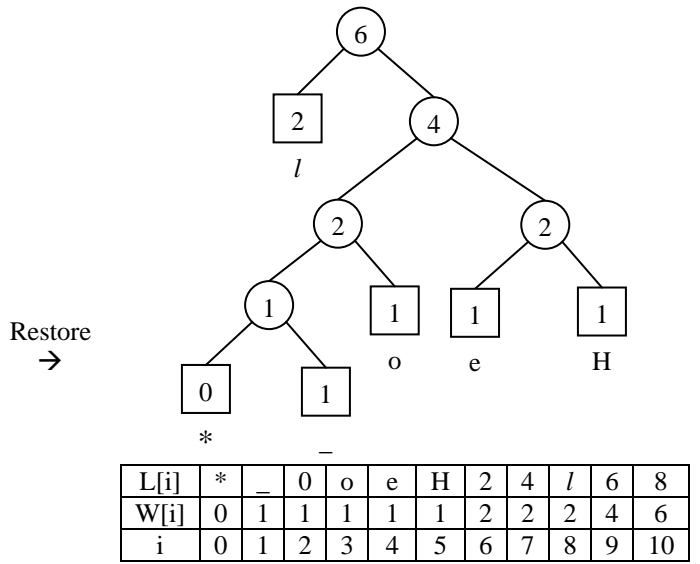 6
2 4
l
2 2
1 1 1 1
Restore
→
o e H
0 1
*
_
L[i] * _ 0 o e H 2 4 l 6 8
W[i] 0 1 1 1 1 1 2 2 2 4 6
i 0 1 2 3 4 5 6 7 8 9 10